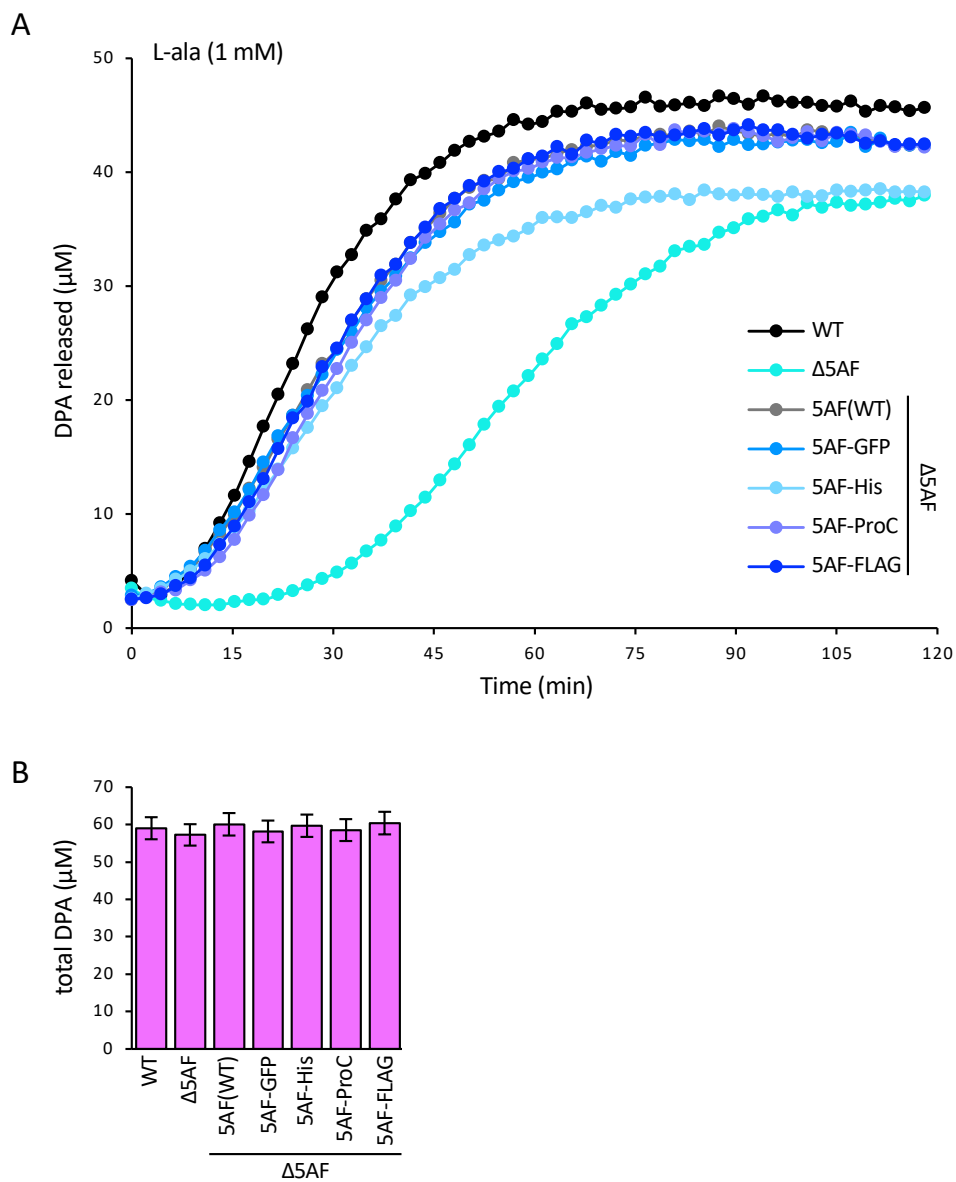 A
L-ala (1 mM)
50
40
30
20
10
0
DPA released (µM)
0 15 30 45 60 75 90 105 120
Time (min)
WT
Δ5AF
5AF(WT)
5AF-GFP
5AF-His
5AF-ProC
5AF-FLAG
Δ5AF
B
70
60
50
40
30
20
10
0
total DPA (µM)
WT
Δ5AF
5AF(WT)
5AF-GFP
5AF-His
5AF-ProC
5AF-FLAG
Δ5AF